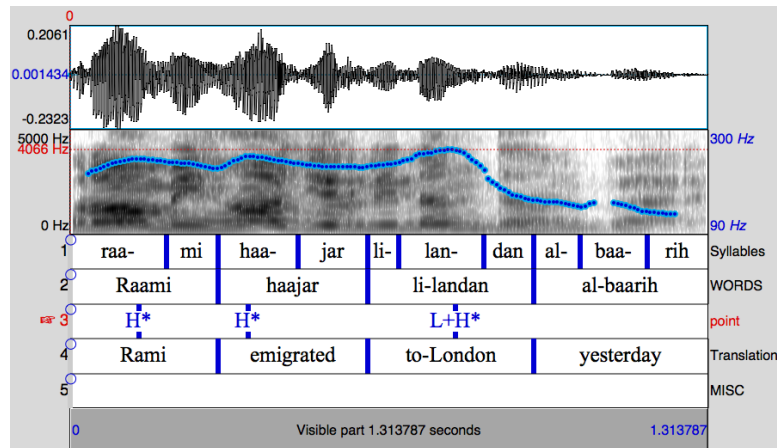 0
0.2061
0.001434
-0.2323
5000 Hz 300 Hz
4066 Hz
0 Hz 90 Hz
1 raa- mi haa- jar li- lan- dan al- baa- rih Syllables
2 Raami haajar li-landan al-baarih WORDS
3 H* H* L+H* point
4 Rami emigrated to-London yesterday Translation
5 MISC
0 Visible part 1.313787 seconds 1.313787